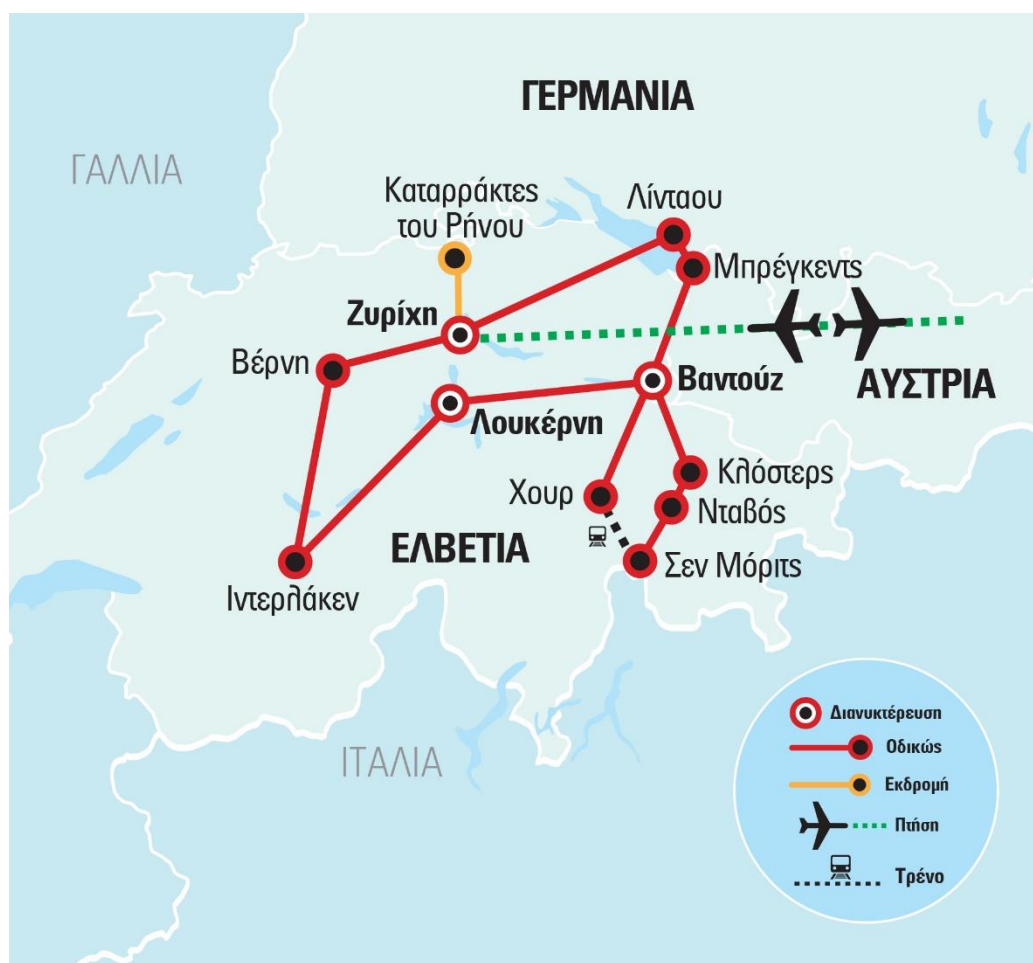 ΓΕΡΜΑΝΙΑ
ΓΑΛΛΙΑ
Καταρράκτες
του Ρήνου
Λίνταου
Μπρέγκεντς
Ζυρίχη
Βέρνη
Βαντούζ
ΑΥΣΤΡΙΑ
Λουκέρνη
Κλόστερς
Χουρ
Νταβός
ΕΛΒΕΤΙΑ
Σεν Μόριτς
Ιντερλάκεν
ΙΤΑΛΙΑ
Διανυκτέρευση
Οδικώς
Εκδρομή
Πτήση
Τρένο